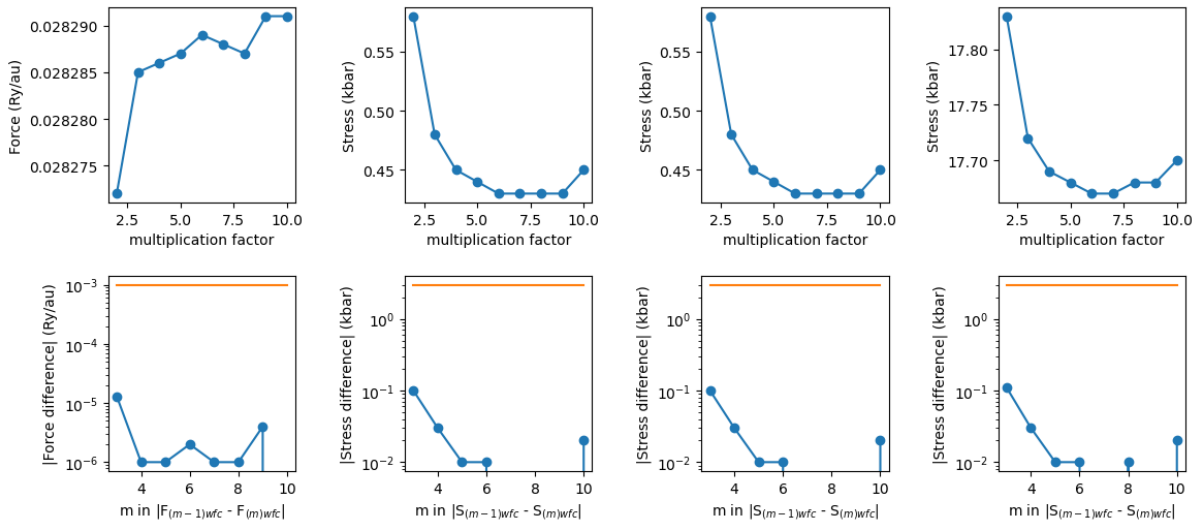 0.028290
0.028285
0.028280
0.028275
Force (Ry/au)
2.5 5.0 7.5 10.0
multiplication factor
0.55
0.50
0.45
Stress (kbar)
2.5 5.0 7.5 10.0
multiplication factor
0.55
0.50
0.45
Stress (kbar)
2.5 5.0 7.5 10.0
multiplication factor
17.80
17.75
17.70
Stress (kbar)
2.5 5.0 7.5 10.0
multiplication factor
10⁻³
10⁻⁴
10⁻⁵
10⁻⁶
|Force difference| (Ry/au)
4 6 8 10
m in |F₍ₘ₋₁₎wfc - F₍ₘ₎wfc|
10⁰
10⁻¹
10⁻²
|Stress difference| (kbar)
4 6 8 10
m in |S₍ₘ₋₁₎wfc - S₍ₘ₎wfc|
10⁰
10⁻¹
10⁻²
|Stress difference| (kbar)
4 6 8 10
m in |S₍ₘ₋₁₎wfc - S₍ₘ₎wfc|
10⁰
10⁻¹
10⁻²
|Stress difference| (kbar)
4 6 8 10
m in |S₍ₘ₋₁₎wfc - S₍ₘ₎wfc|